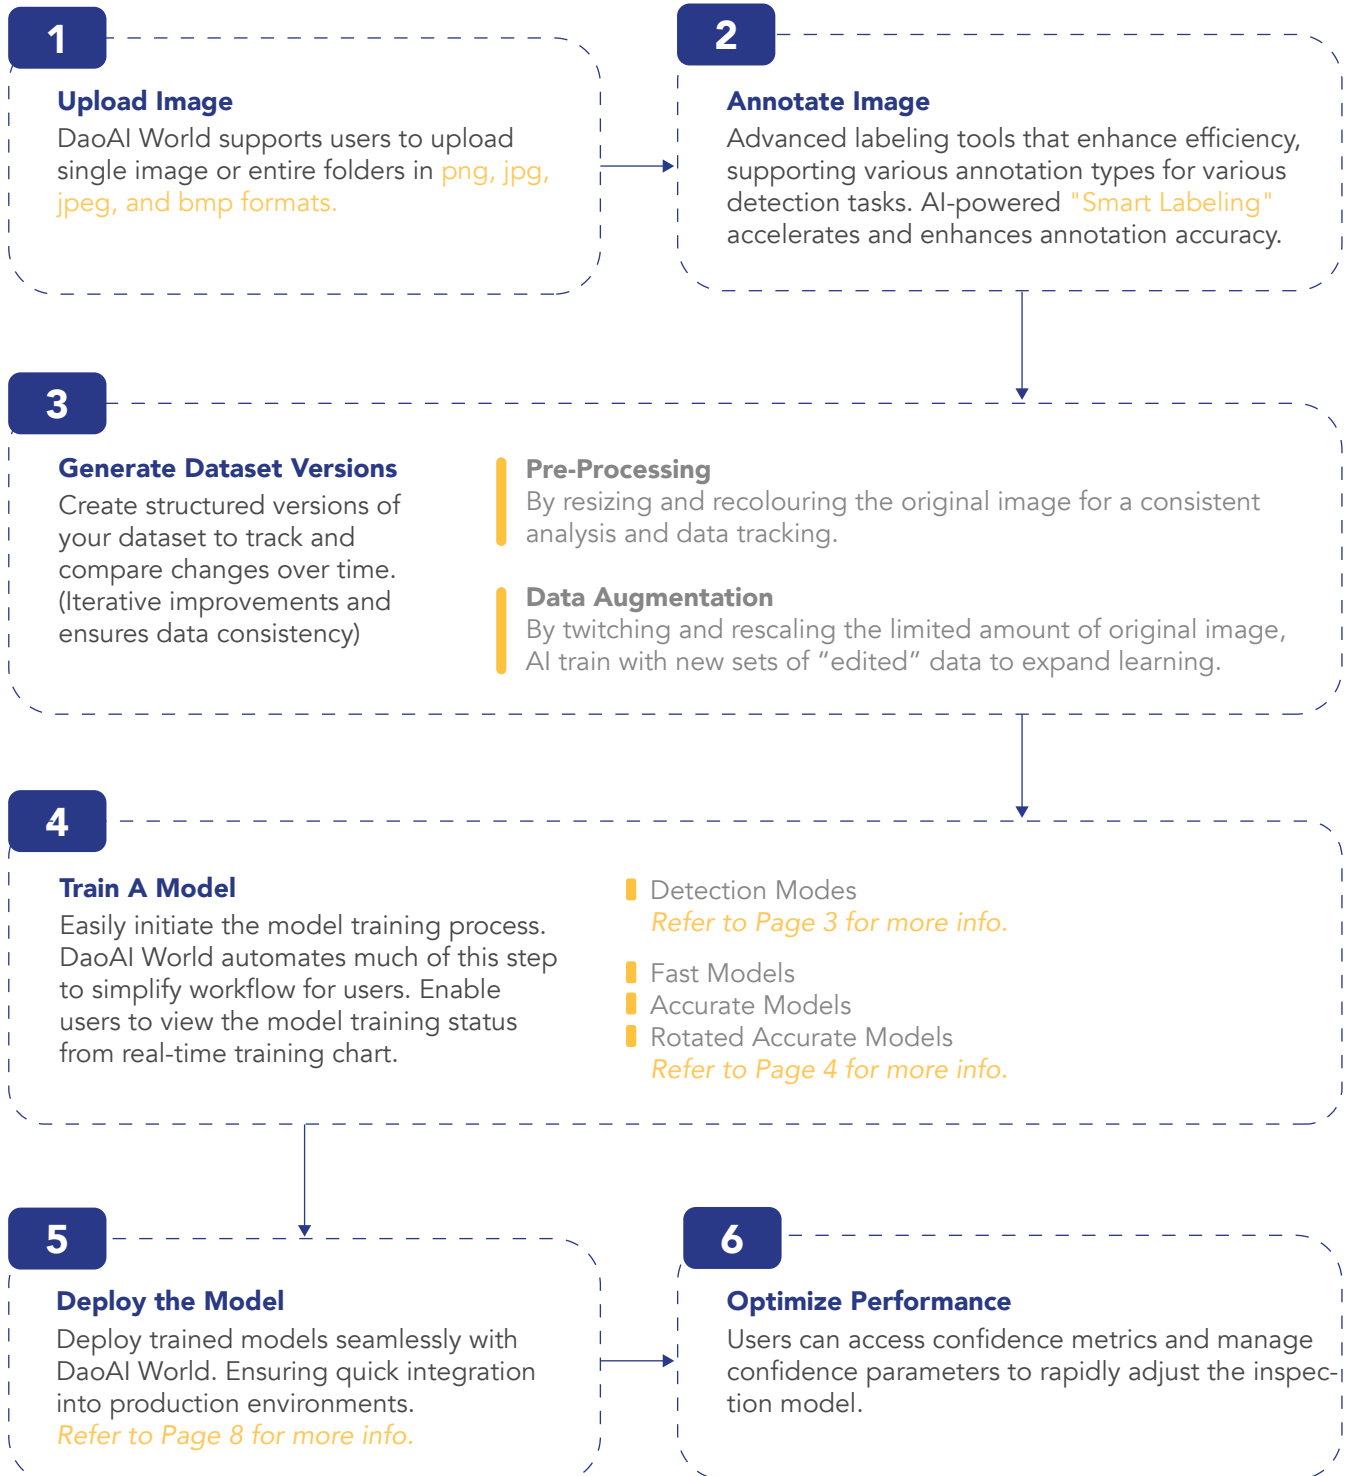 1
Upload Image
DaoAI World supports users to upload
single image or entire folders in png, jpg,
jpeg, and bmp formats.
2
Annotate Image
Advanced labeling tools that enhance efficiency,
supporting various annotation types for various
detection tasks. AI-powered "Smart Labeling"
accelerates and enhances annotation accuracy.
3
Generate Dataset Versions
Create structured versions of
your dataset to track and
compare changes over time.
(Iterative improvements and
ensures data consistency)
Pre-Processing
By resizing and recolouring the original image for a consistent
analysis and data tracking.
Data Augmentation
By twitching and rescaling the limited amount of original image,
AI train with new sets of “edited” data to expand learning.
4
Train A Model
Easily initiate the model training process.
DaoAI World automates much of this step
to simplify workflow for users. Enable
users to view the model training status
from real-time training chart.
Detection Modes
Refer to Page 3 for more info.
Fast Models
Accurate Models
Rotated Accurate Models
Refer to Page 4 for more info.
5
Deploy the Model
Deploy trained models seamlessly with
DaoAI World. Ensuring quick integration
into production environments.
Refer to Page 8 for more info.
6
Optimize Performance
Users can access confidence metrics and manage
confidence parameters to rapidly adjust the inspec-
tion model.